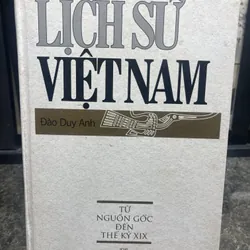 LỊCH SỬ
VIỆT NAM
Đào Duy Anh
TỪ
NGUỒN GỐC
ĐẾN
THẾ KỶ XIX